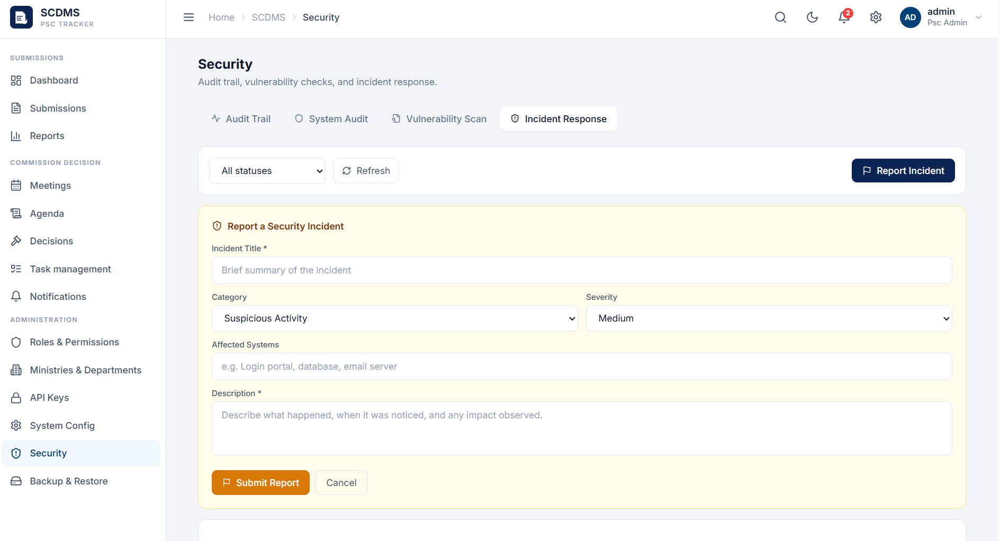 SCDMS
PSC TRACKER
Home
SCDMS
Security
2
AD
admin
Psc Admin
SUBMISSIONS
Dashboard
Submissions
Reports
COMMISSION DECISION
Meetings
Agenda
Decisions
Task management
Notifications
ADMINISTRATION
Roles & Permissions
Ministries & Departments
API Keys
System Config
Security
Backup & Restore
Security
Audit trail, vulnerability checks, and incident response.
Audit Trail
System Audit
Vulnerability Scan
Incident Response
All statuses
Refresh
Report Incident
Report a Security Incident
Incident Title *
Brief summary of the incident
Category
Severity
Suspicious Activity
Medium
Affected Systems
e.g. Login portal, database, email server
Description *
Describe what happened, when it was noticed, and any impact observed.
Submit Report
Cancel